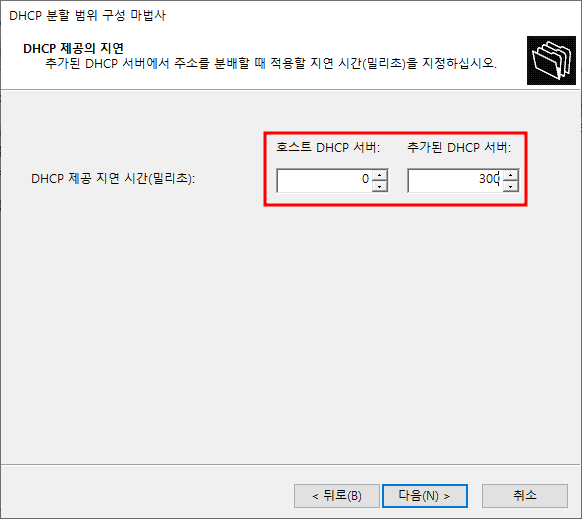 DHCP 분할 범위 구성 마법사
DHCP 제공의 지연
추가된 DHCP 서버에서 주소를 분배할 때 적용할 지연 시간(밀리초)을 지정하십시오.
호스트 DHCP 서버: 추가된 DHCP 서버:
DHCP 제공 지연 시간(밀리초): 0 300
< 뒤로(B) 다음(N) > 취소